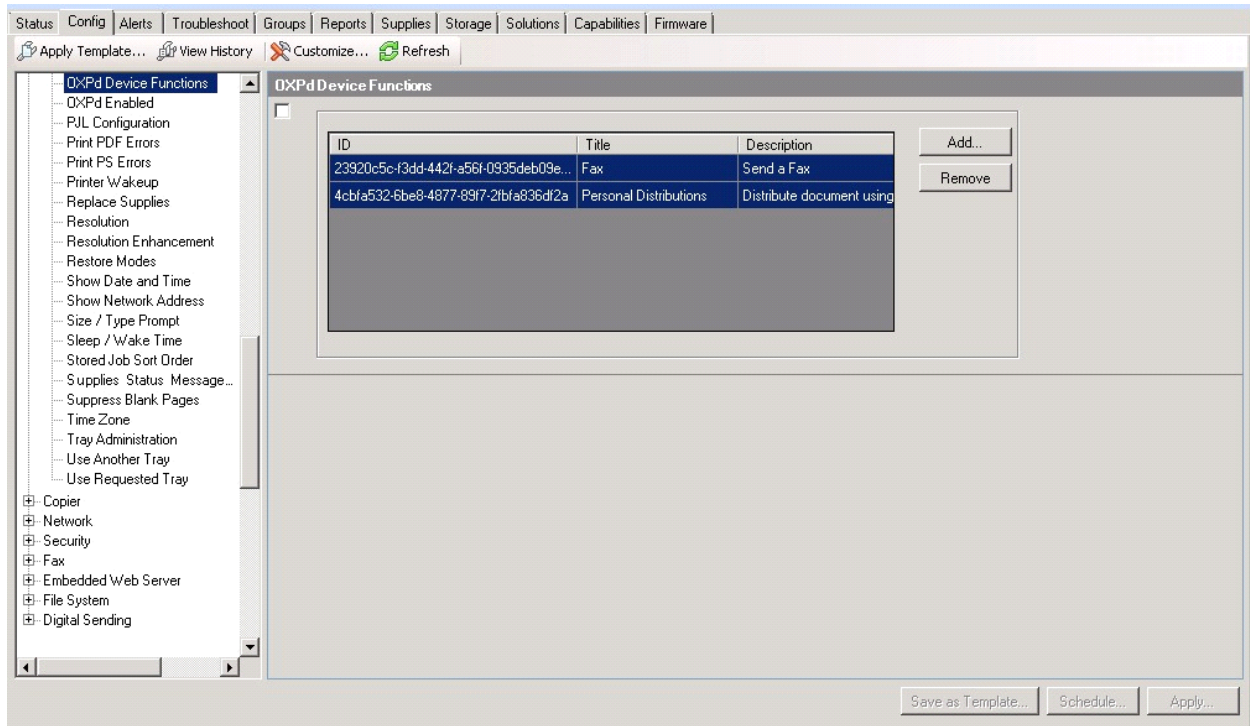 Status Config Alerts Troubleshoot Groups Reports Supplies Storage Solutions Capabilities Firmware
Apply Template... View History Customize... Refresh
OXPd Device Functions
OXPd Enabled
PJL Configuration
Print PDF Errors
Print PS Errors
Printer Wakeup
Replace Supplies
Resolution
Resolution Enhancement
Restore Modes
Show Date and Time
Show Network Address
Size / Type Prompt
Sleep / Wake Time
Stored Job Sort Order
Supplies Status Message...
Suppress Blank Pages
Time Zone
Tray Administration
Use Another Tray
Use Requested Tray
Copier
Network
Security
Fax
Embedded Web Server
File System
Digital Sending
OXPd Device Functions
ID Title Description
23920c5c-f3dd-442f-a56f-0935deb09e... Fax Send a Fax
4cbfa532-6be8-4877-89f7-2fbfa836df2a Personal Distributions Distribute document using
Add...
Remove
Save as Template... Schedule... Apply...